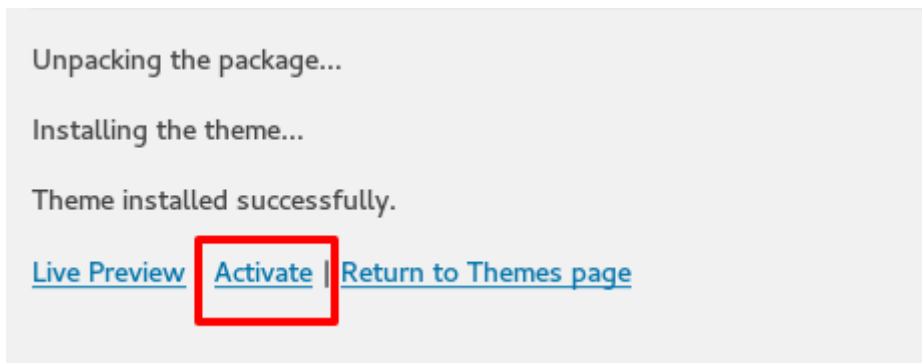 Unpacking the package...
Installing the theme...
Theme installed successfully.
Live Preview Activate | Return to Themes page